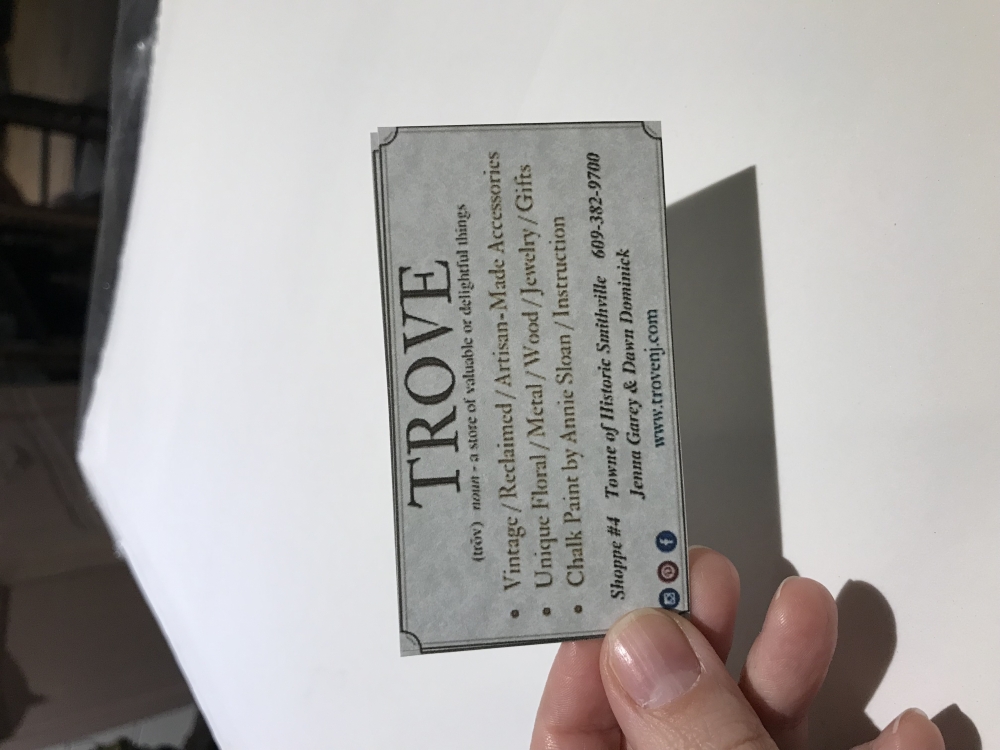 TROVE
(trōv) noun - a store of valuable or delightful things
• Vintage / Reclaimed / Artisan-Made Accessories
• Unique Floral / Metal / Wood / Jewelry / Gifts
• Chalk Paint by Annie Sloan / Instruction
Shoppe #4 Towne of Historic Smithville 609-382-9700
Jenna Garey & Dawn Dominick
www.trovenj.com